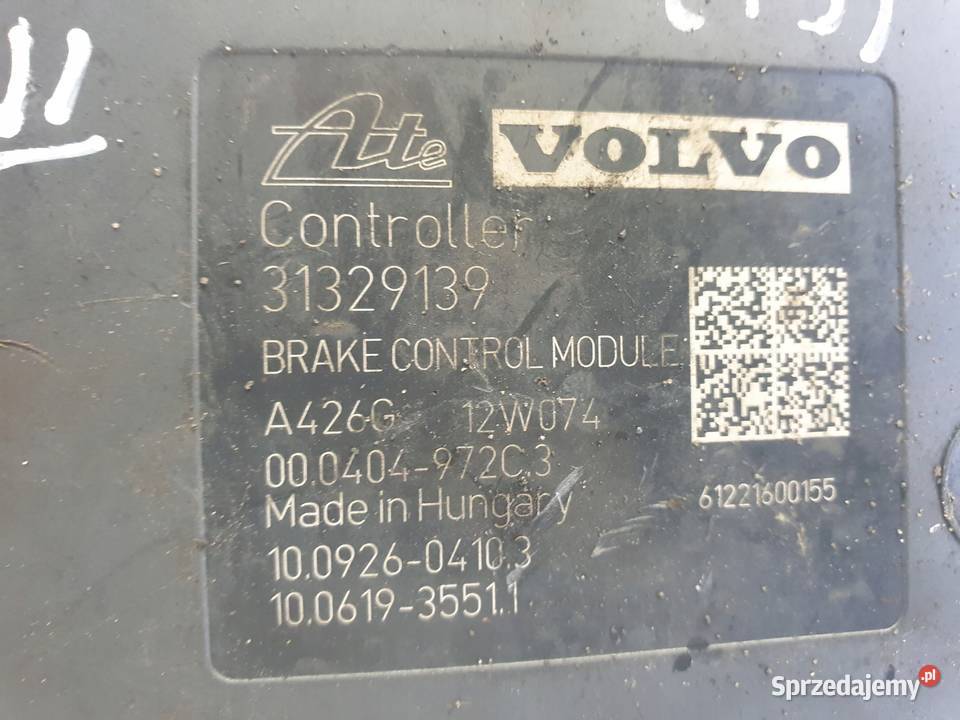 Ate VOLVO
Controller
31329139
BRAKE CONTROL MODULE
A426G 12W074
00.0404-972C.3
Made in Hungary
61221600155
10.0926-0410.3
10.0619-3551.1
Sprzedajemy.pl